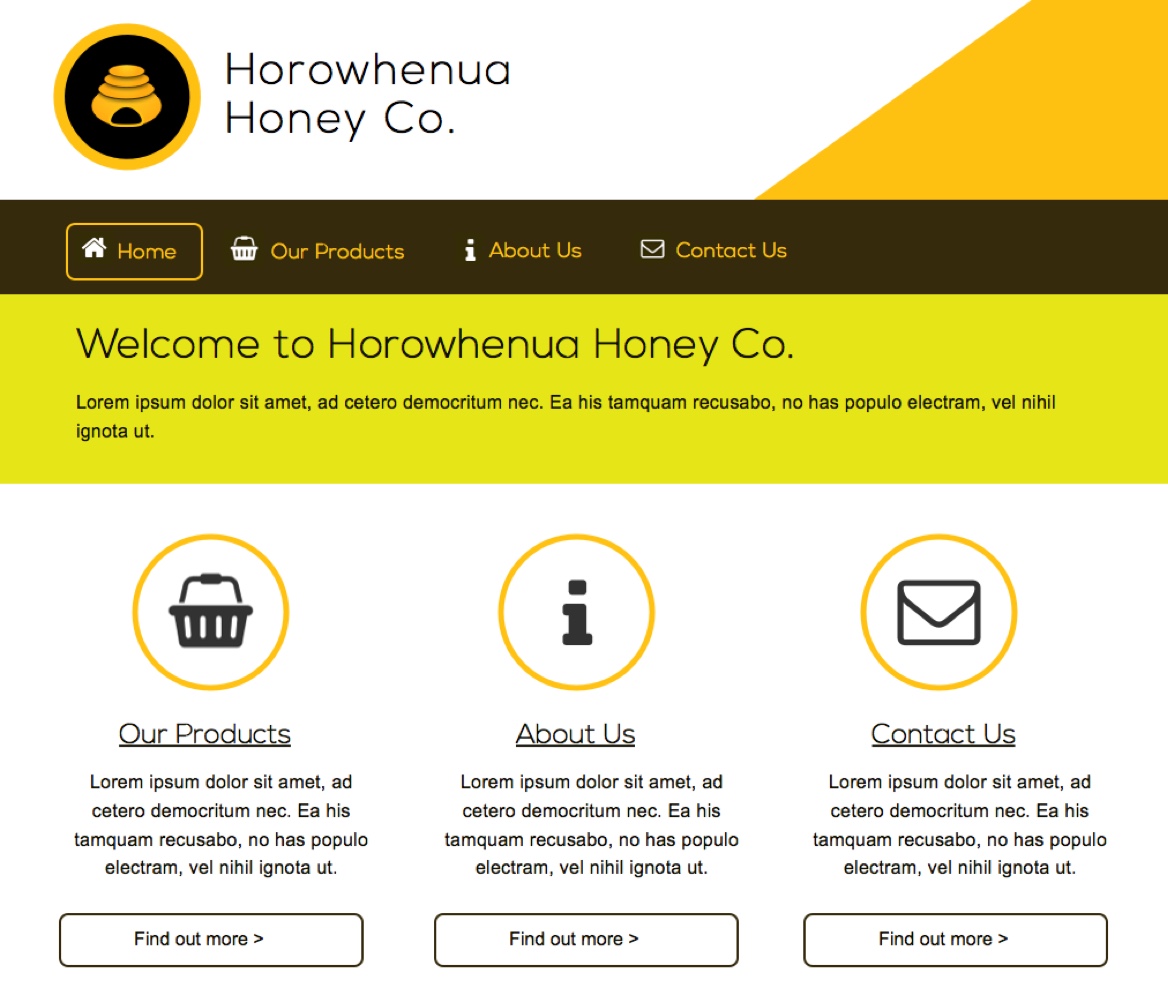 Horowhenua
Honey Co.
Home
Our Products
About Us
Contact Us
Welcome to Horowhenua Honey Co.
Lorem ipsum dolor sit amet, ad cetero democritum nec. Ea his tamquam recusabo, no has populo electram, vel nihil
ignota ut.
Our Products
Lorem ipsum dolor sit amet, ad
cetero democritum nec. Ea his
tamquam recusabo, no has populo
electram, vel nihil ignota ut.
Find out more >
About Us
Lorem ipsum dolor sit amet, ad
cetero democritum nec. Ea his
tamquam recusabo, no has populo
electram, vel nihil ignota ut.
Find out more >
Contact Us
Lorem ipsum dolor sit amet, ad
cetero democritum nec. Ea his
tamquam recusabo, no has populo
electram, vel nihil ignota ut.
Find out more >